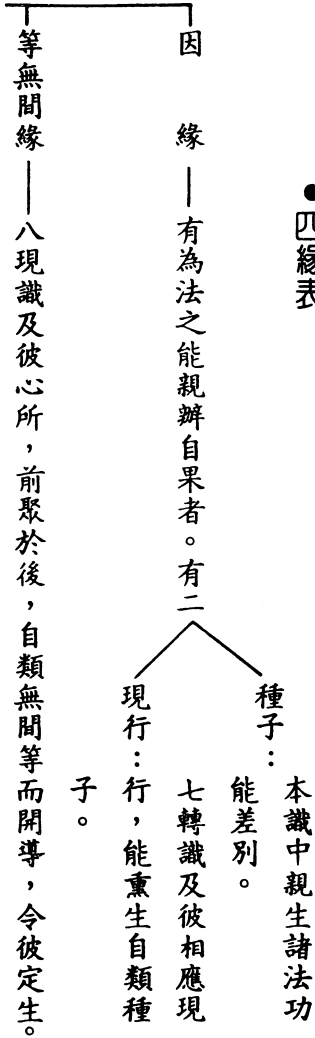 ●四緣表
因緣——有為法之能親辦自果者。有二
種子：本識中親生諸法功
能差別。
現行：七轉識及彼相應現
行，能熏生自類種
子。
等無間緣——八現識及彼心所，前聚於後，自類無間等而開導，令彼定生。